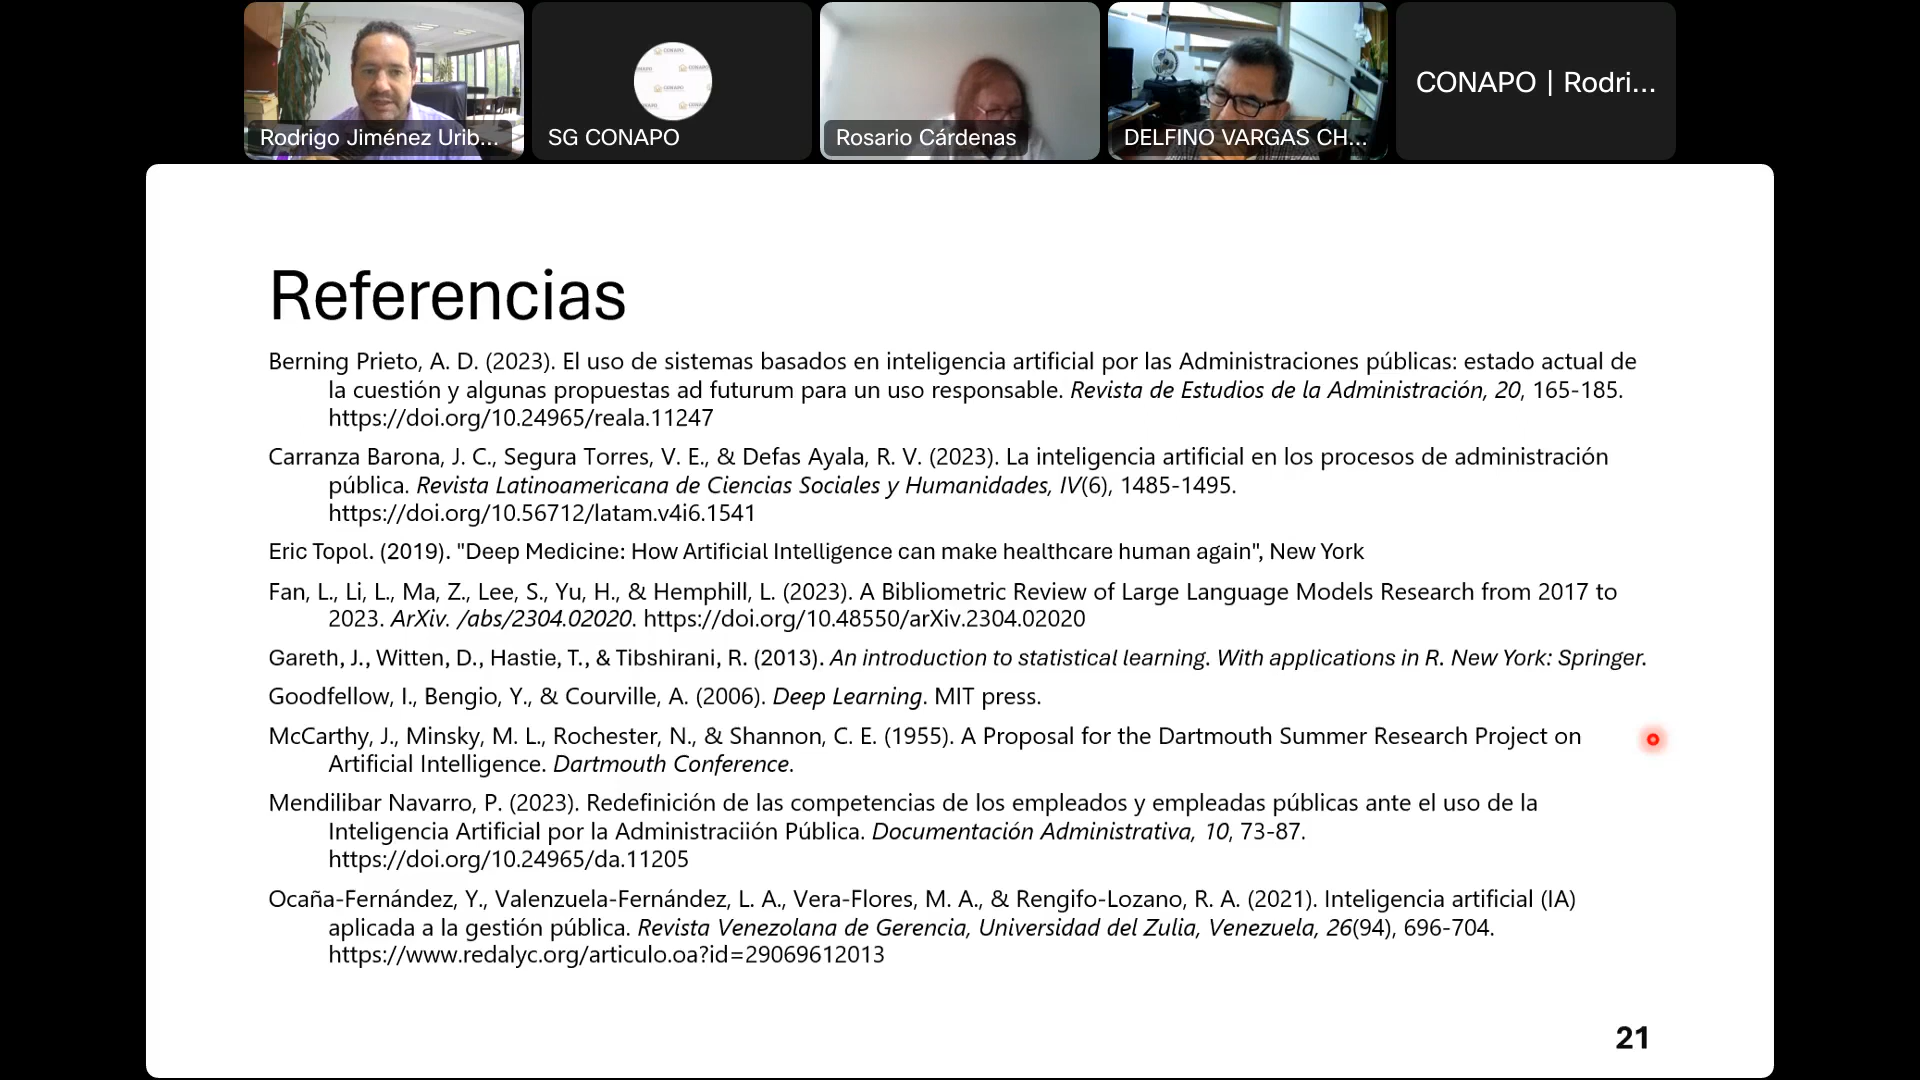 Rodrigo Jiménez Urib...
SG CONAPO
Rosario Cárdenas
DELFINO VARGAS CH...
CONAPO | Rodri...
Referencias
Berning Prieto, A. D. (2023). El uso de sistemas basados en inteligencia artificial por las Administraciones públicas: estado actual de
la cuestión y algunas propuestas ad futurum para un uso responsable. Revista de Estudios de la Administración, 20, 165-185.
https://doi.org/10.24965/reala.11247
Carranza Barona, J. C., Segura Torres, V. E., & Defas Ayala, R. V. (2023). La inteligencia artificial en los procesos de administración
pública. Revista Latinoamericana de Ciencias Sociales y Humanidades, IV(6), 1485-1495.
https://doi.org/10.56712/latam.v4i6.1541
Eric Topol. (2019). "Deep Medicine: How Artificial Intelligence can make healthcare human again", New York
Fan, L., Li, L., Ma, Z., Lee, S., Yu, H., & Hemphill, L. (2023). A Bibliometric Review of Large Language Models Research from 2017 to
2023. ArXiv. /abs/2304.02020. https://doi.org/10.48550/arXiv.2304.02020
Gareth, J., Witten, D., Hastie, T., & Tibshirani, R. (2013). An introduction to statistical learning. With applications in R. New York: Springer.
Goodfellow, I., Bengio, Y., & Courville, A. (2006). Deep Learning. MIT press.
McCarthy, J., Minsky, M. L., Rochester, N., & Shannon, C. E. (1955). A Proposal for the Dartmouth Summer Research Project on
Artificial Intelligence. Dartmouth Conference.
Mendilibar Navarro, P. (2023). Redefinición de las competencias de los empleados y empleadas públicas ante el uso de la
Inteligencia Artificial por la Administraciión Pública. Documentación Administrativa, 10, 73-87.
https://doi.org/10.24965/da.11205
Ocaña-Fernández, Y., Valenzuela-Fernández, L. A., Vera-Flores, M. A., & Rengifo-Lozano, R. A. (2021). Inteligencia artificial (IA)
aplicada a la gestión pública. Revista Venezolana de Gerencia, Universidad del Zulia, Venezuela, 26(94), 696-704.
https://www.redalyc.org/articulo.oa?id=29069612013
21